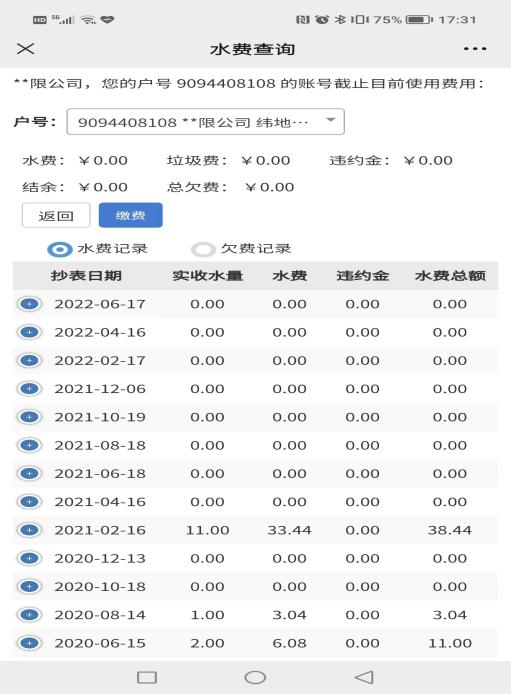 HD 5G 75% 17:31
水费查询
**限公司，您的户号 9094408108 的账号截止目前使用费用：
户号： 9094408108 **限公司 纬地…
水费：￥0.00 垃圾费：￥0.00 违约金：￥0.00
结余：￥0.00 总欠费：￥0.00
返回 缴费
水费记录 欠费记录
抄表日期 实收水量 水费 违约金 水费总额
2022-06-17 0.00 0.00 0.00 0.00
2022-04-16 0.00 0.00 0.00 0.00
2022-02-17 0.00 0.00 0.00 0.00
2021-12-06 0.00 0.00 0.00 0.00
2021-10-19 0.00 0.00 0.00 0.00
2021-08-18 0.00 0.00 0.00 0.00
2021-06-18 0.00 0.00 0.00 0.00
2021-04-16 0.00 0.00 0.00 0.00
2021-02-16 11.00 33.44 0.00 38.44
2020-12-13 0.00 0.00 0.00 0.00
2020-10-18 0.00 0.00 0.00 0.00
2020-08-14 1.00 3.04 0.00 3.04
2020-06-15 2.00 6.08 0.00 11.00